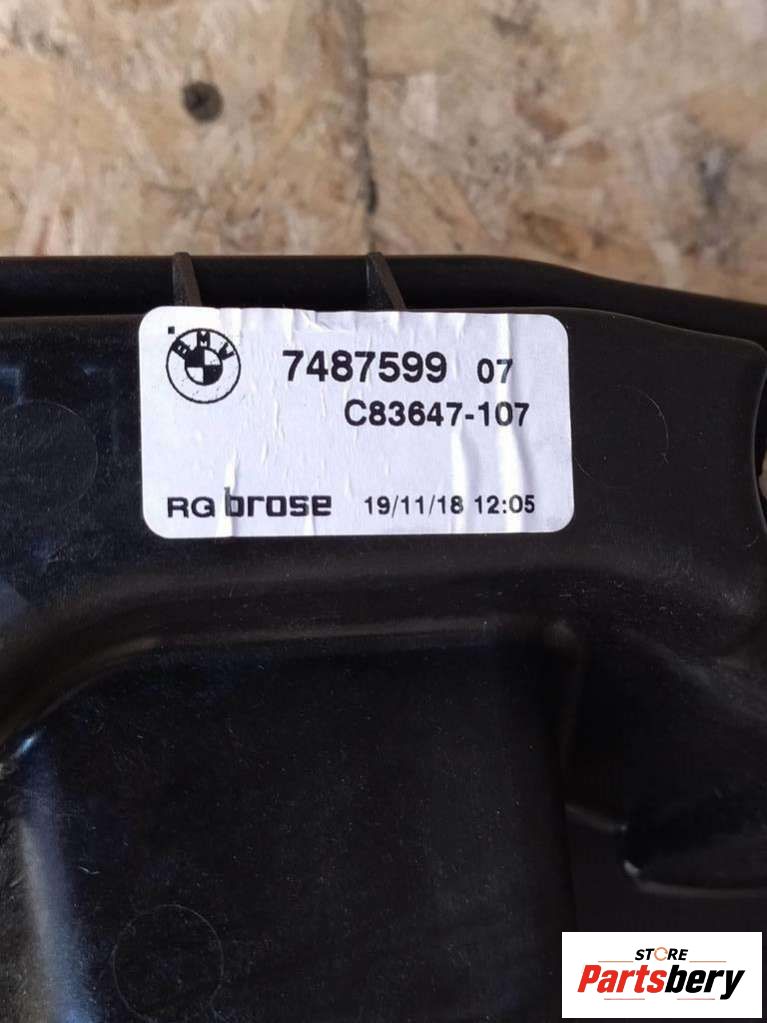 BMW
7487599 07
C83647-107
RG brose 19/11/18 12:05
STORE
Partsbery